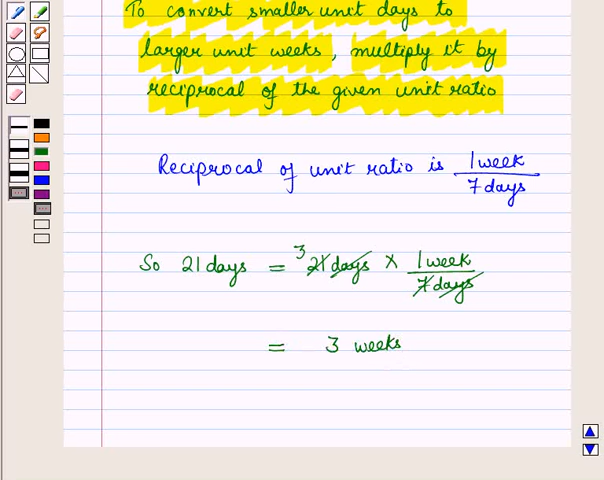 To convert smaller unit days to
larger unit weeks, multiply it by
reciprocal of the given unit ratio
Reciprocal of unit ratio is 1 week / 7 days
So 21 days = ³ 21 days × 1 week / 7 days
= 3 weeks